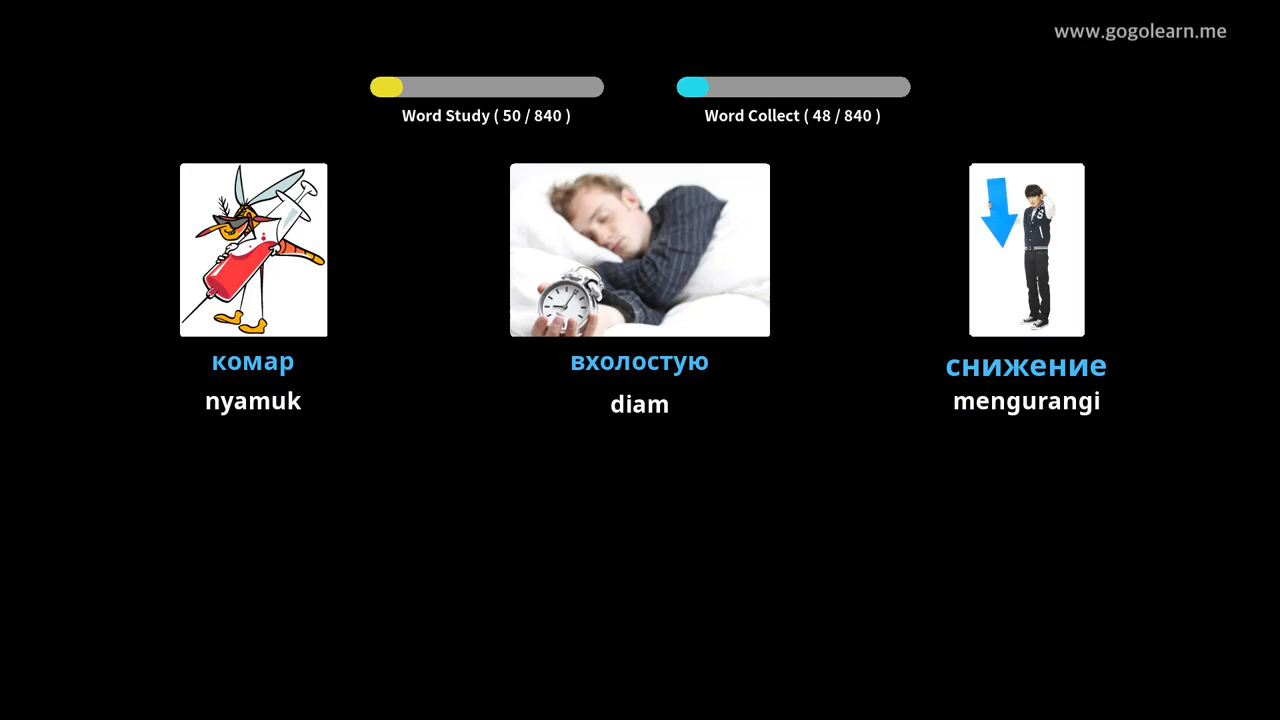 www.gogolearn.me
Word Study ( 50 / 840 )
Word Collect ( 48 / 840 )
комар
вхолостую
снижение
nyamuk
diam
mengurangi